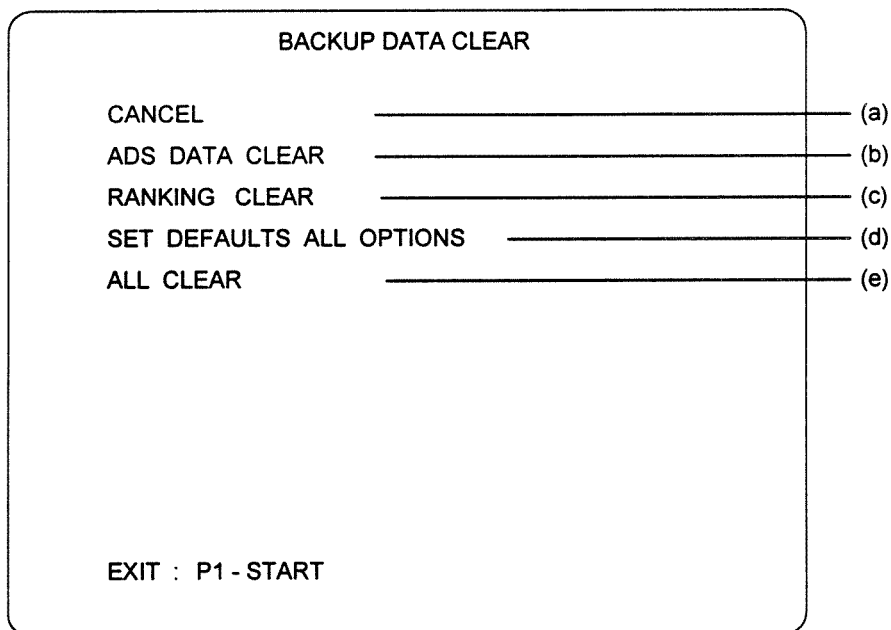 BACKUP DATA CLEAR
CANCEL (a)
ADS DATA CLEAR (b)
RANKING CLEAR (c)
SET DEFAULTS ALL OPTIONS (d)
ALL CLEAR (e)
EXIT : P1 - START